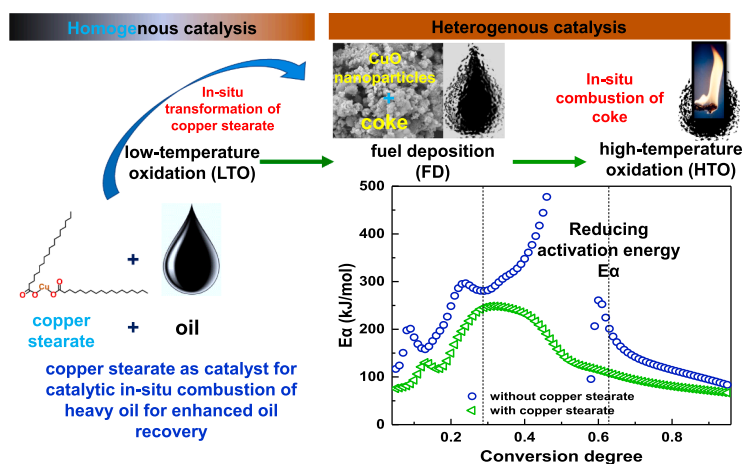 Homogenous catalysis
Heterogenous catalysis
In-situ
transformation of
copper stearate
CuO
nanoparticles
+
coke
In-situ
combustion of
coke
low-temperature
oxidation (LTO)
fuel deposition
(FD)
high-temperature
oxidation (HTO)
O
O
Cu
O
O
+
copper
stearate
+
oil
copper stearate as catalyst for
catalytic in-situ combustion of
heavy oil for enhanced oil
recovery
Eα (kJ/mol)
500
400
300
200
100
Reducing
activation energy
Eα
without copper stearate
with copper stearate
0.2
0.4
0.6
0.8
Conversion degree